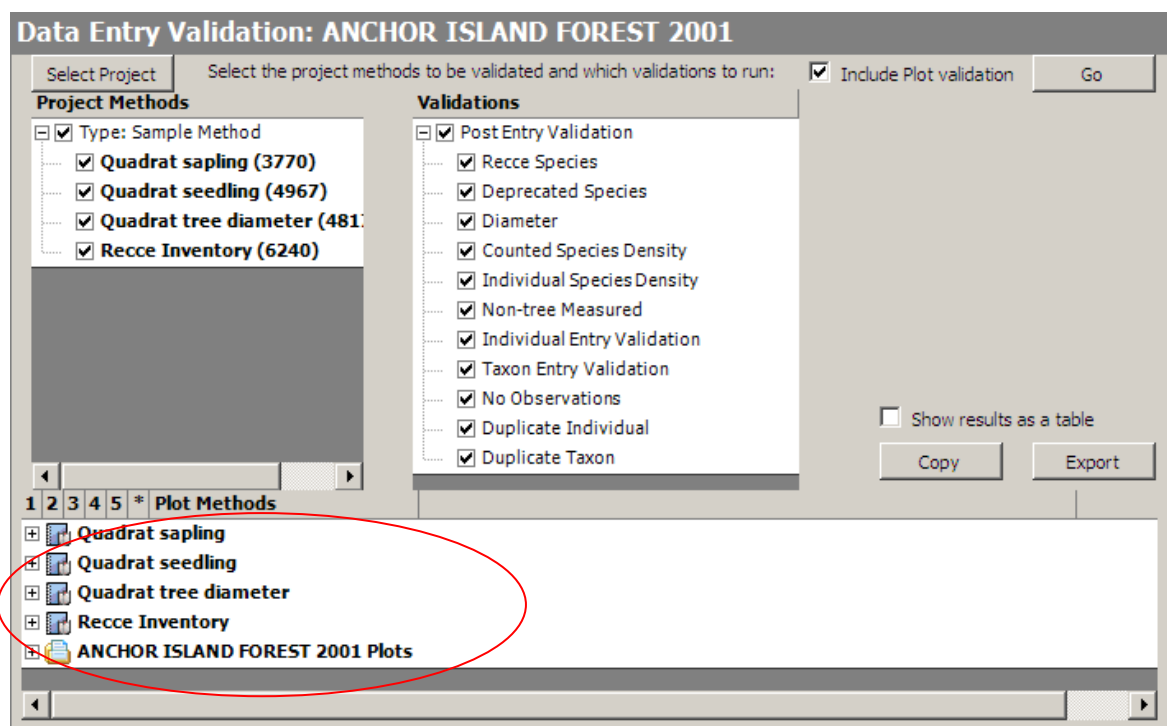 Data Entry Validation: ANCHOR ISLAND FOREST 2001
Select Project Select the project methods to be validated and which validations to run: Include Plot validation Go
Project Methods Validations
Type: Sample Method
Quadrat sapling (3770)
Quadrat seedling (4967)
Quadrat tree diameter (481
Recce Inventory (6240)
Post Entry Validation
Recce Species
Deprecated Species
Diameter
Counted Species Density
Individual Species Density
Non-tree Measured
Individual Entry Validation
Taxon Entry Validation
No Observations
Duplicate Individual
Duplicate Taxon
Show results as a table
Copy Export
1 2 3 4 5 * Plot Methods
Quadrat sapling
Quadrat seedling
Quadrat tree diameter
Recce Inventory
ANCHOR ISLAND FOREST 2001 Plots